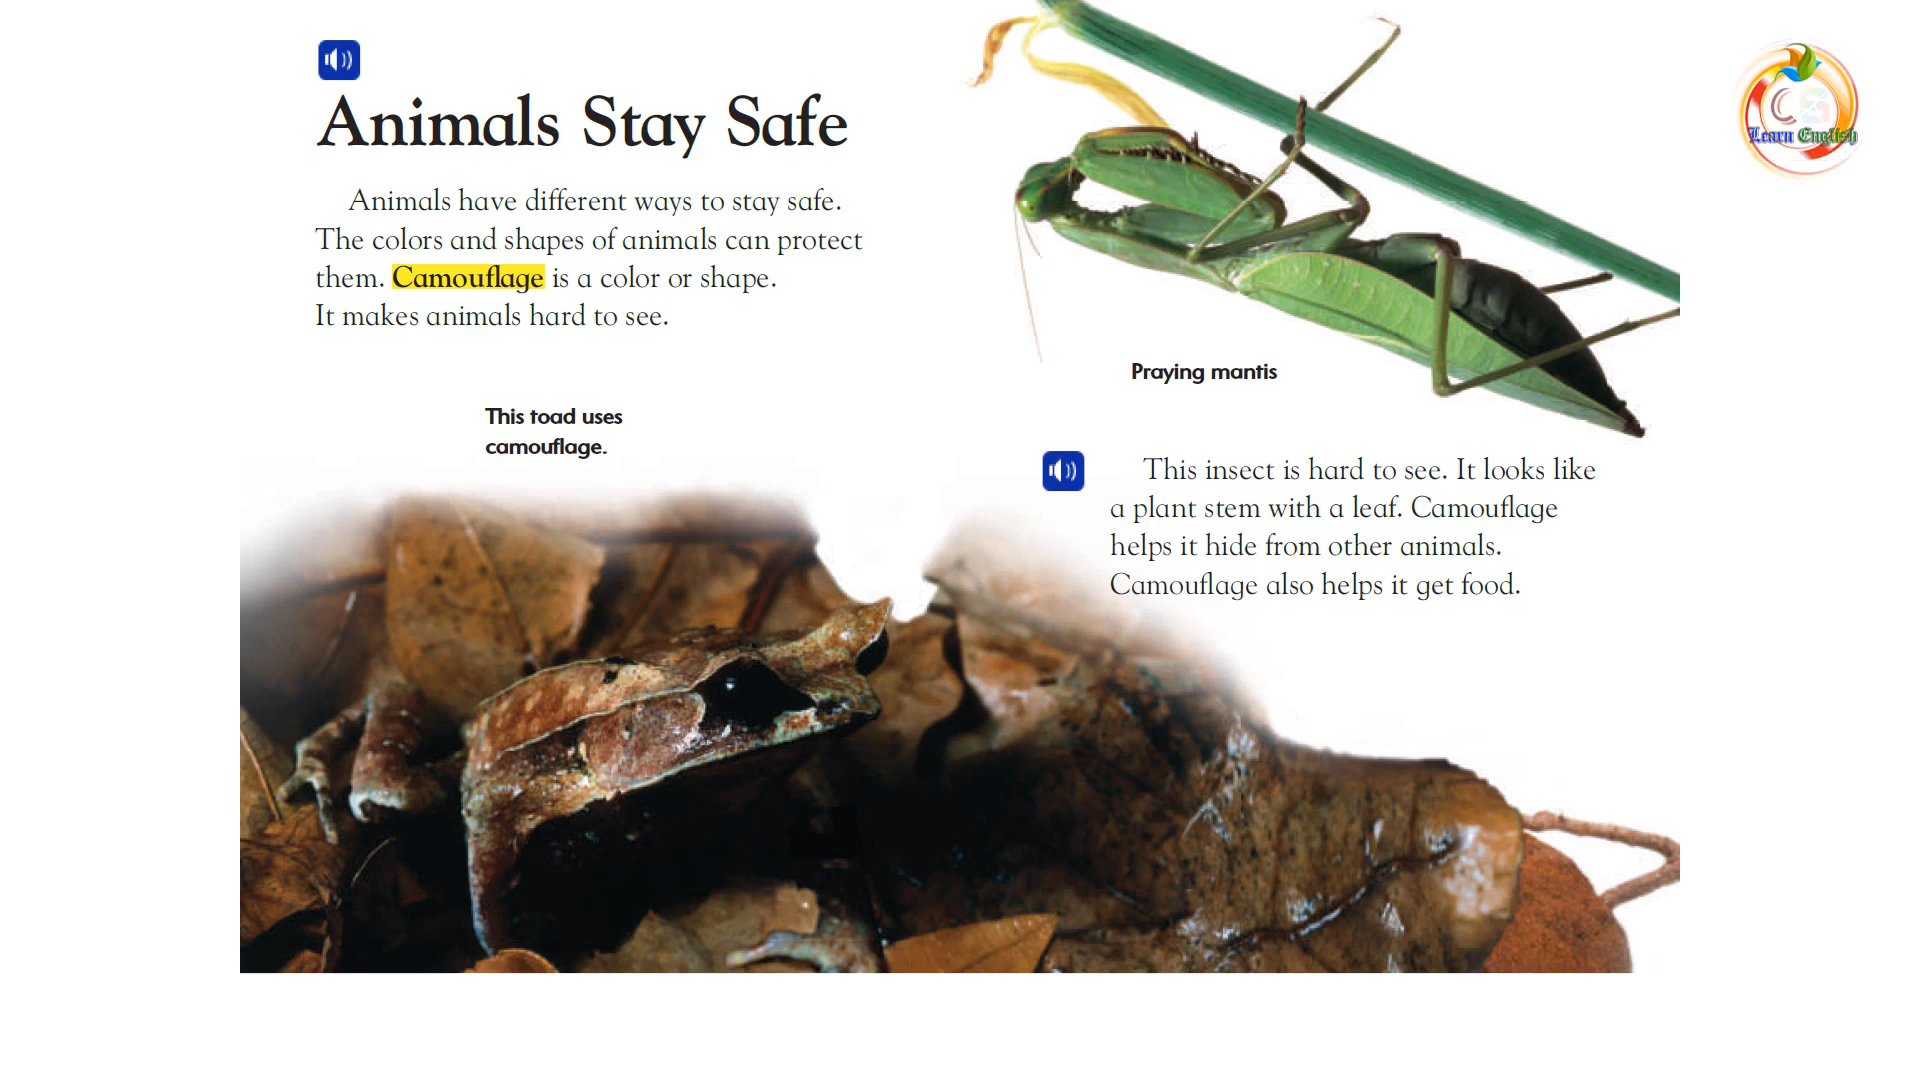 Animals Stay Safe
Animals have different ways to stay safe.
The colors and shapes of animals can protect
them. Camouflage is a color or shape.
It makes animals hard to see.
This toad uses
camouflage.
Praying mantis
This insect is hard to see. It looks like
a plant stem with a leaf. Camouflage
helps it hide from other animals.
Camouflage also helps it get food.
Learn English